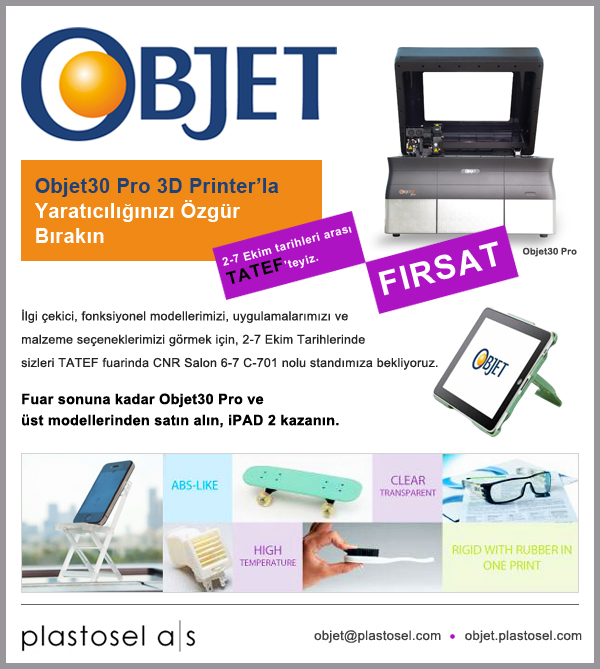 OBJET
Objet30 Pro 3D Printer’la
Yaratıcılığınızı Özgür
Bırakın
2-7 Ekim tarihleri arası
TATEF’teyiz.
FIRSAT
Objet30 Pro
İlgi çekici, fonksiyonel modellerimizi, uygulamalarımızı ve
malzeme seçeneklerimizi görmek için, 2-7 Ekim Tarihlerinde
sizleri TATEF fuarinda CNR Salon 6-7 C-701 nolu standımıza bekliyoruz.
OBJET
Fuar sonuna kadar Objet30 Pro ve
üst modellerinden satın alın, iPAD 2 kazanın.
ABS-LIKE
CLEAR
TRANSPARENT
HIGH
TEMPERATURE
RIGID WITH RUBBER IN
ONE PRINT
plastosel a|s
objet@plastosel.com • objet.plastosel.com